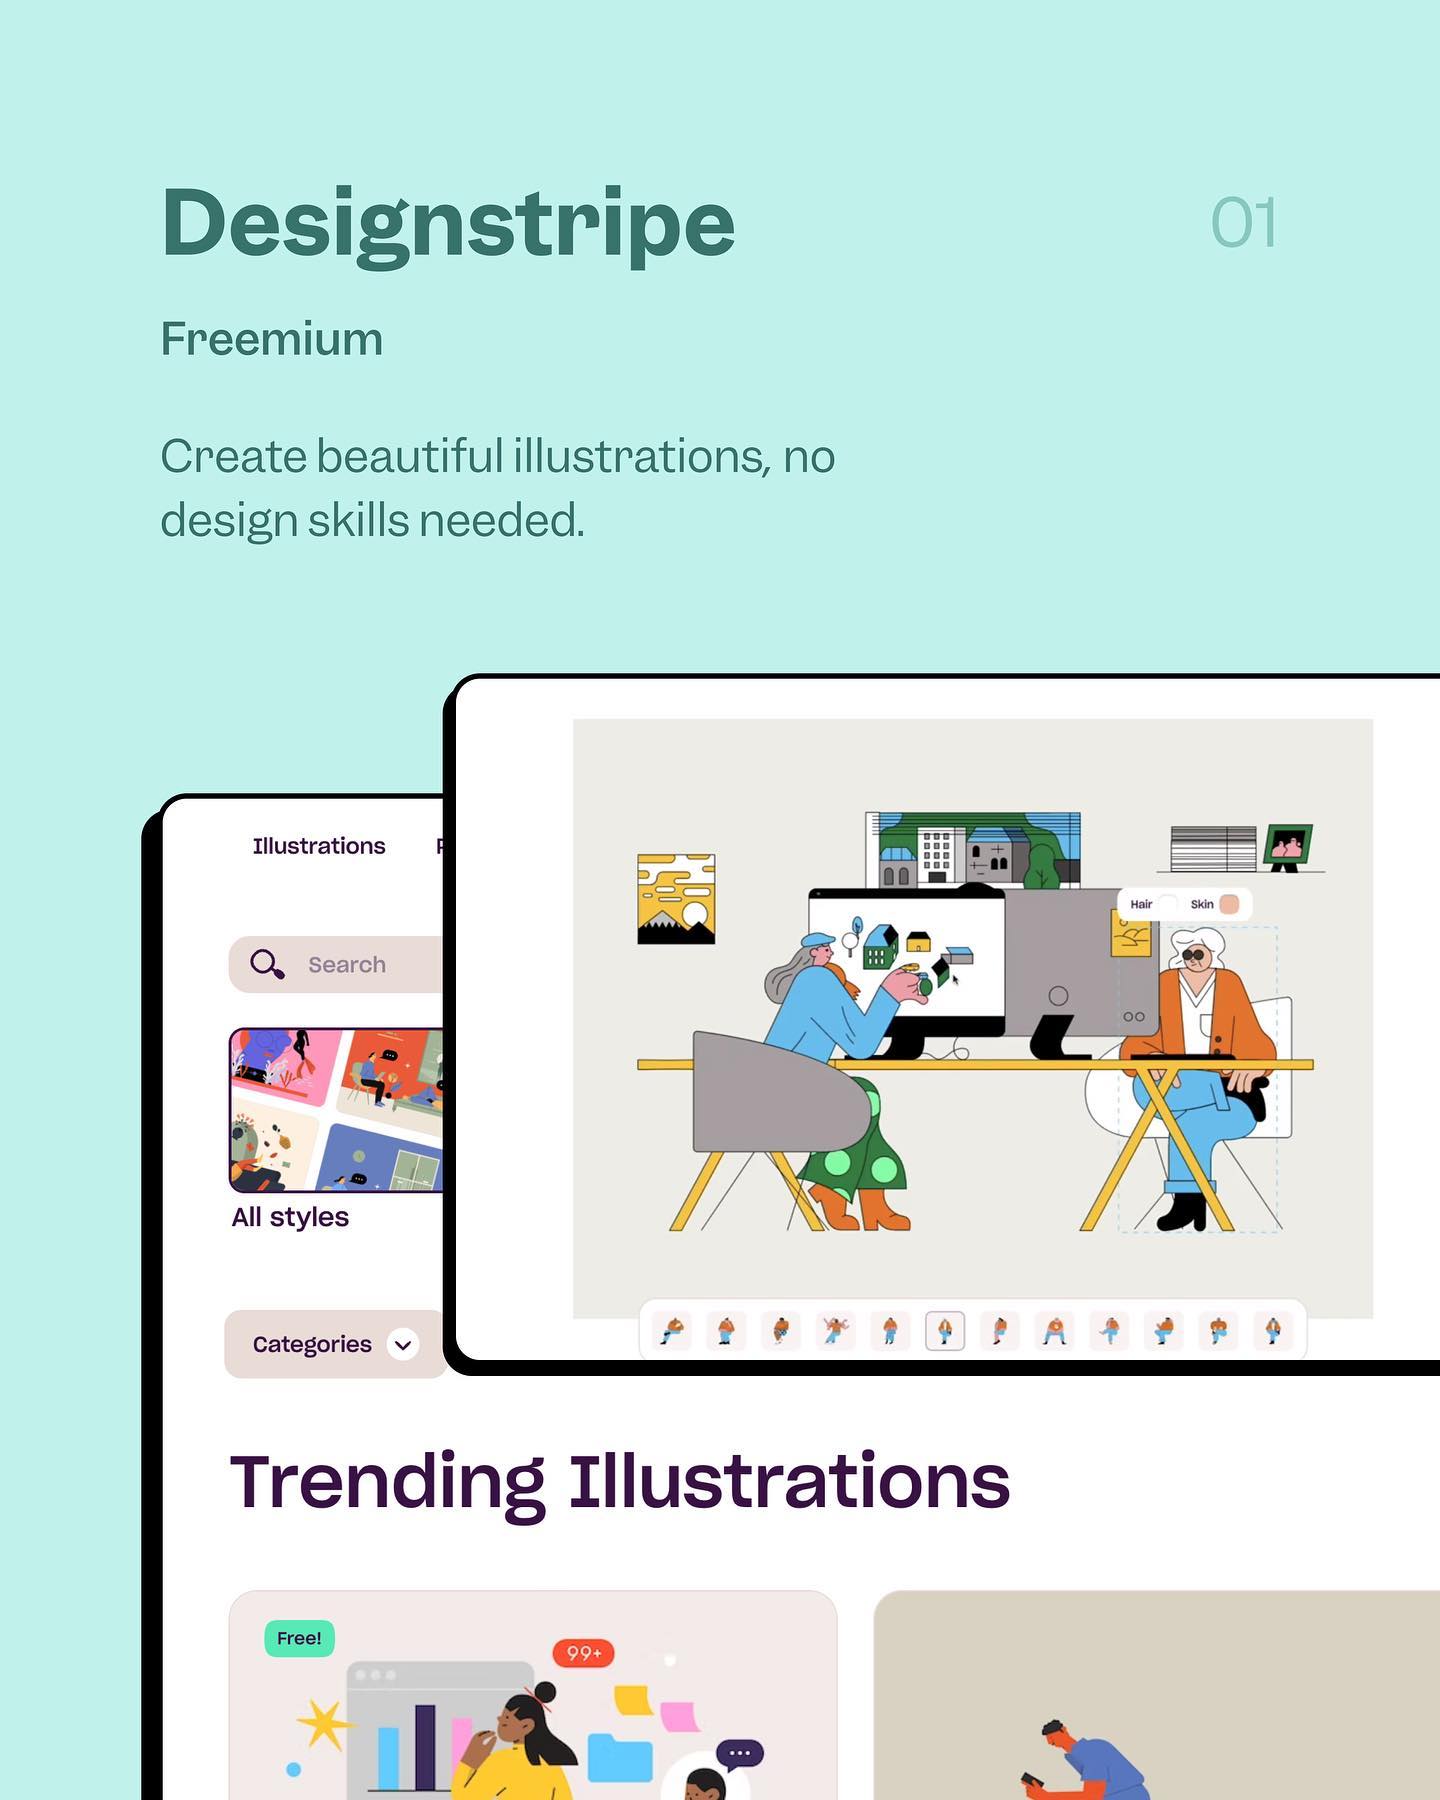 Designstripe
01
Freemium
Create beautiful illustrations, no
design skills needed.
Illustrations
Search
All styles
Categories
Hair
Skin
Trending Illustrations
Free!
99+